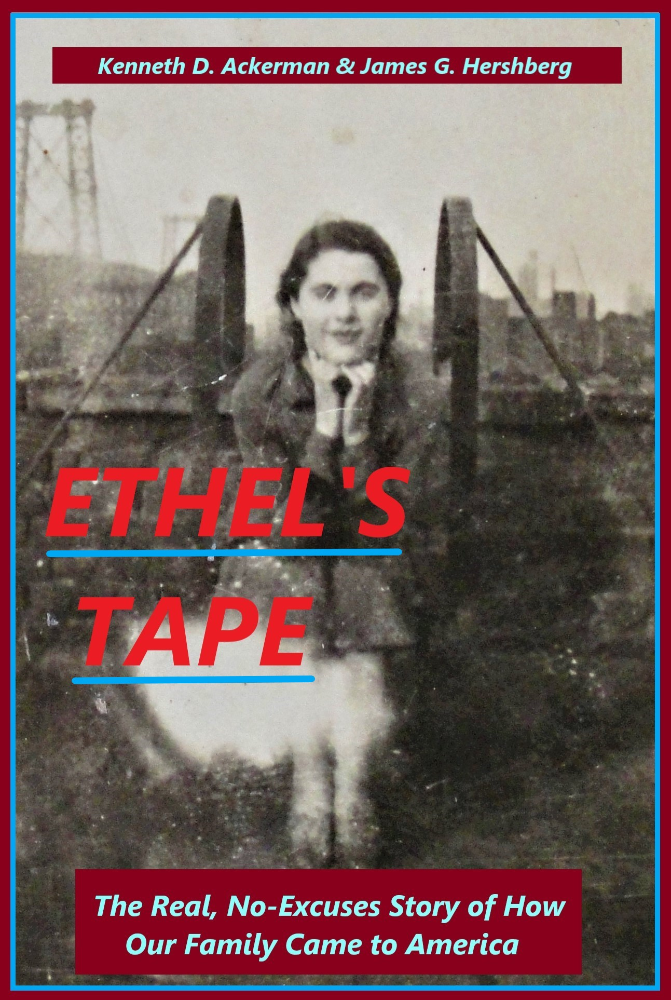 Kenneth D. Ackerman & James G. Hershberg
ETHEL'S
TAPE
The Real, No-Excuses Story of How
Our Family Came to America